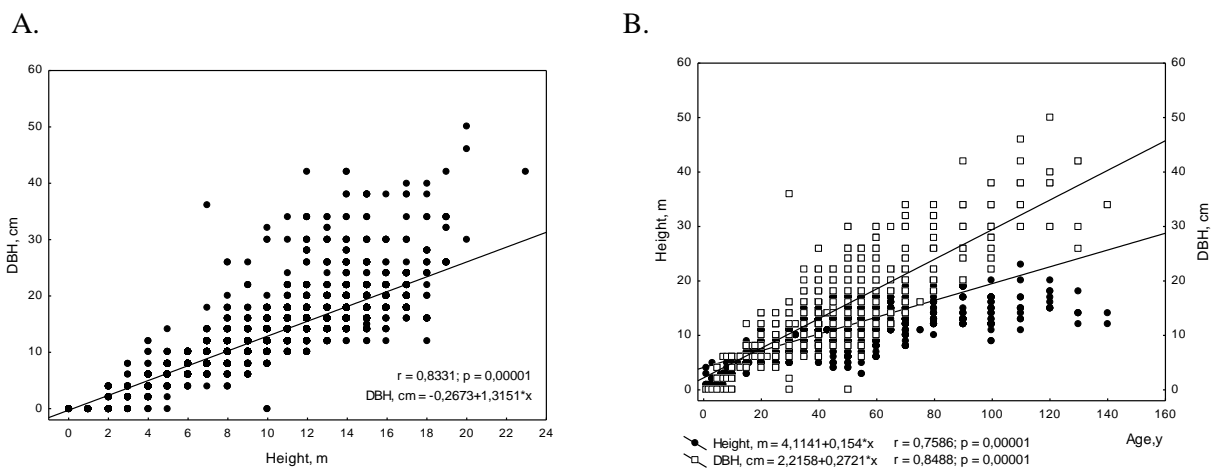 A.
60
50
40
30
20
10
0
DBH, cm
r = 0,8331; p = 0,00001
DBH, cm = -0,2673+1,3151*x
0 2 4 6 8 10 12 14 16 18 20 22 24
Height, m
B.
60
50
40
30
20
10
0
Height, m
60
50
40
30
20
10
0
DBH, cm
0 20 40 60 80 100 120 140 160
Age,y
Height, m = 4,1141+0,154*x r = 0,7586; p = 0,00001
DBH, cm = 2,2158+0,2721*x r = 0,8488; p = 0,00001